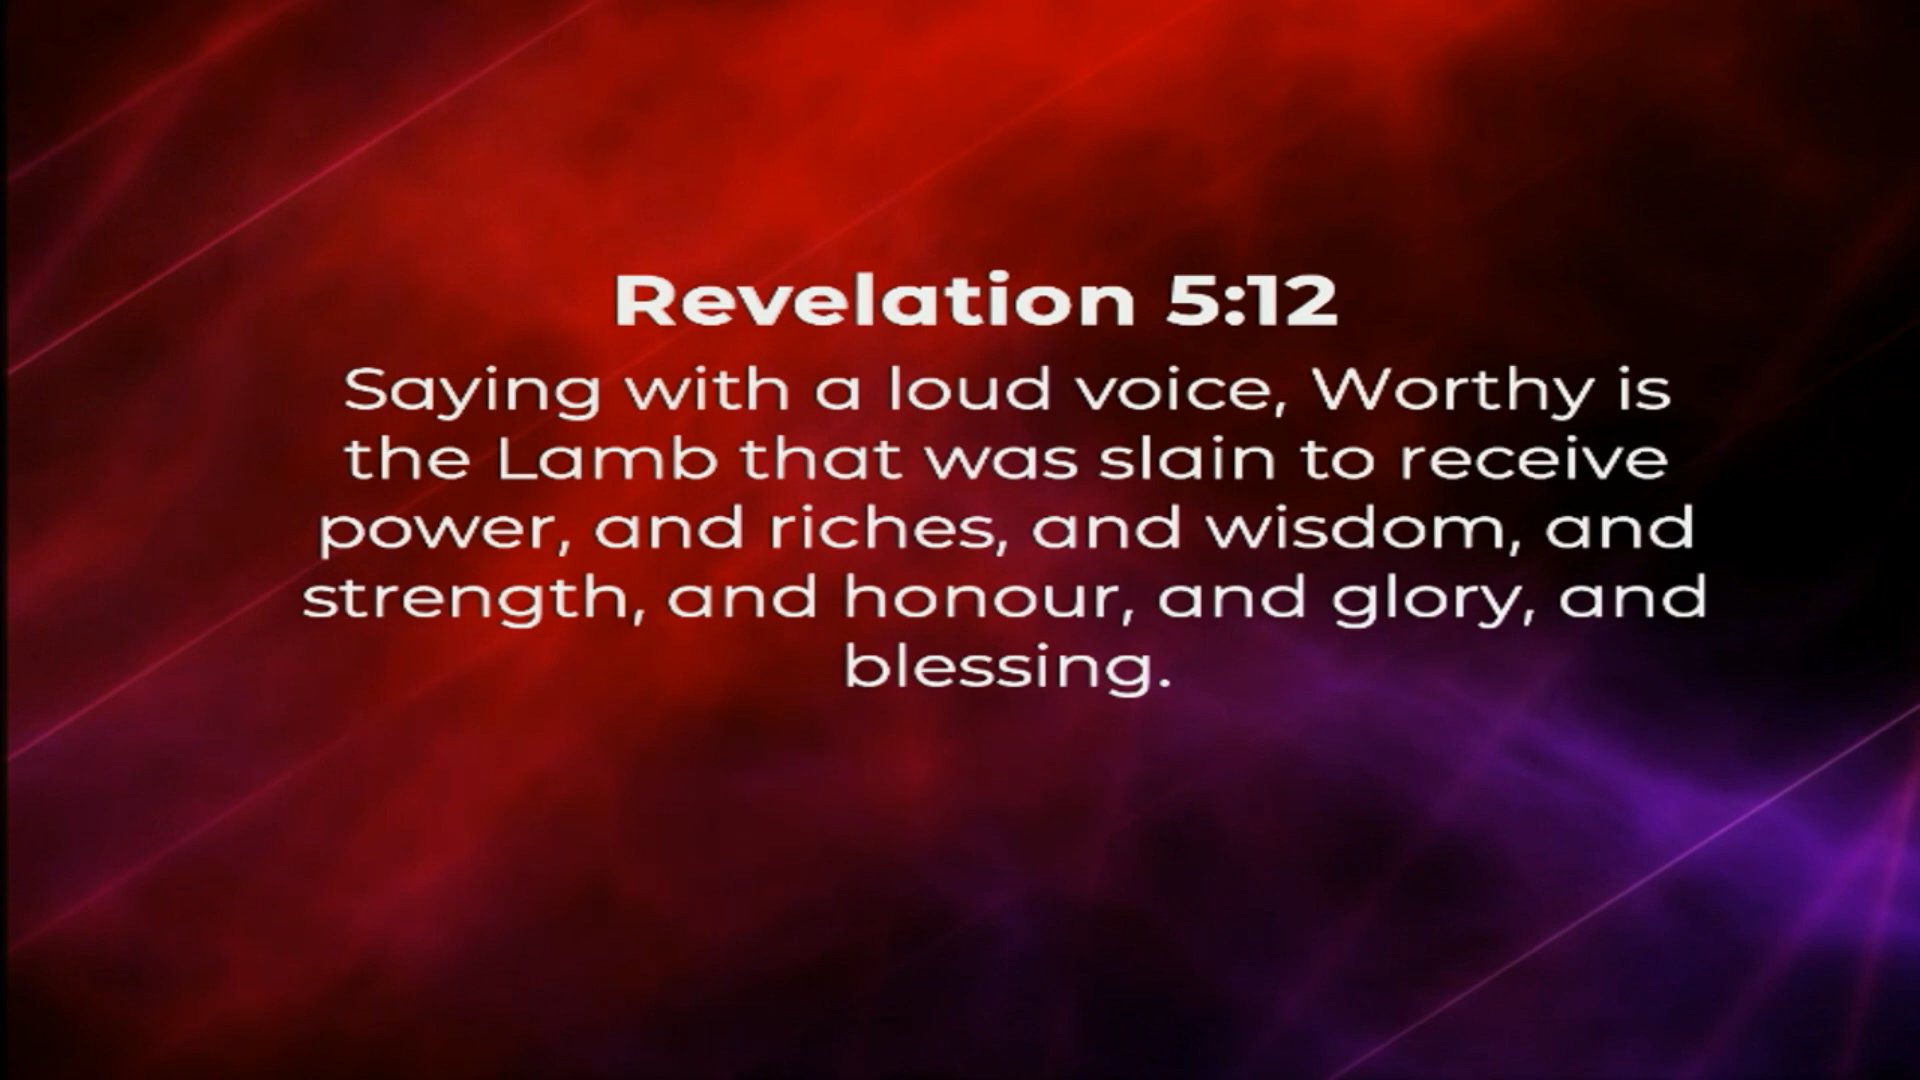 Revelation 5:12
Saying with a loud voice, Worthy is
the Lamb that was slain to receive
power, and riches, and wisdom, and
strength, and honour, and glory, and
blessing.